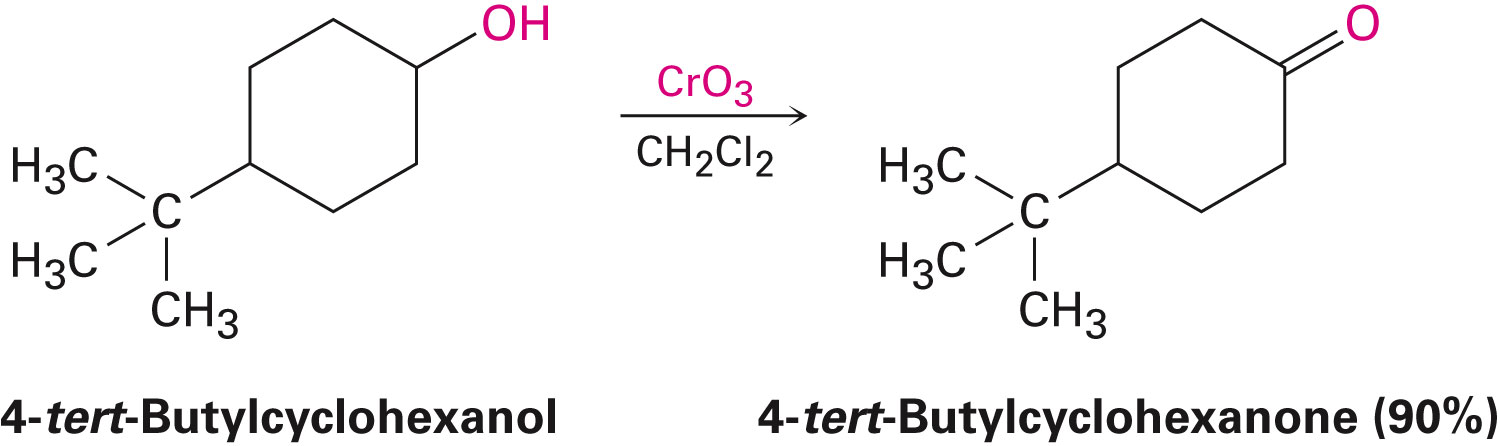 OH
CrO₃
CH₂Cl₂
H₃C
C
H₃C
CH₃
O
H₃C
C
H₃C
CH₃
4-tert-Butylcyclohexanol
4-tert-Butylcyclohexanone (90%)